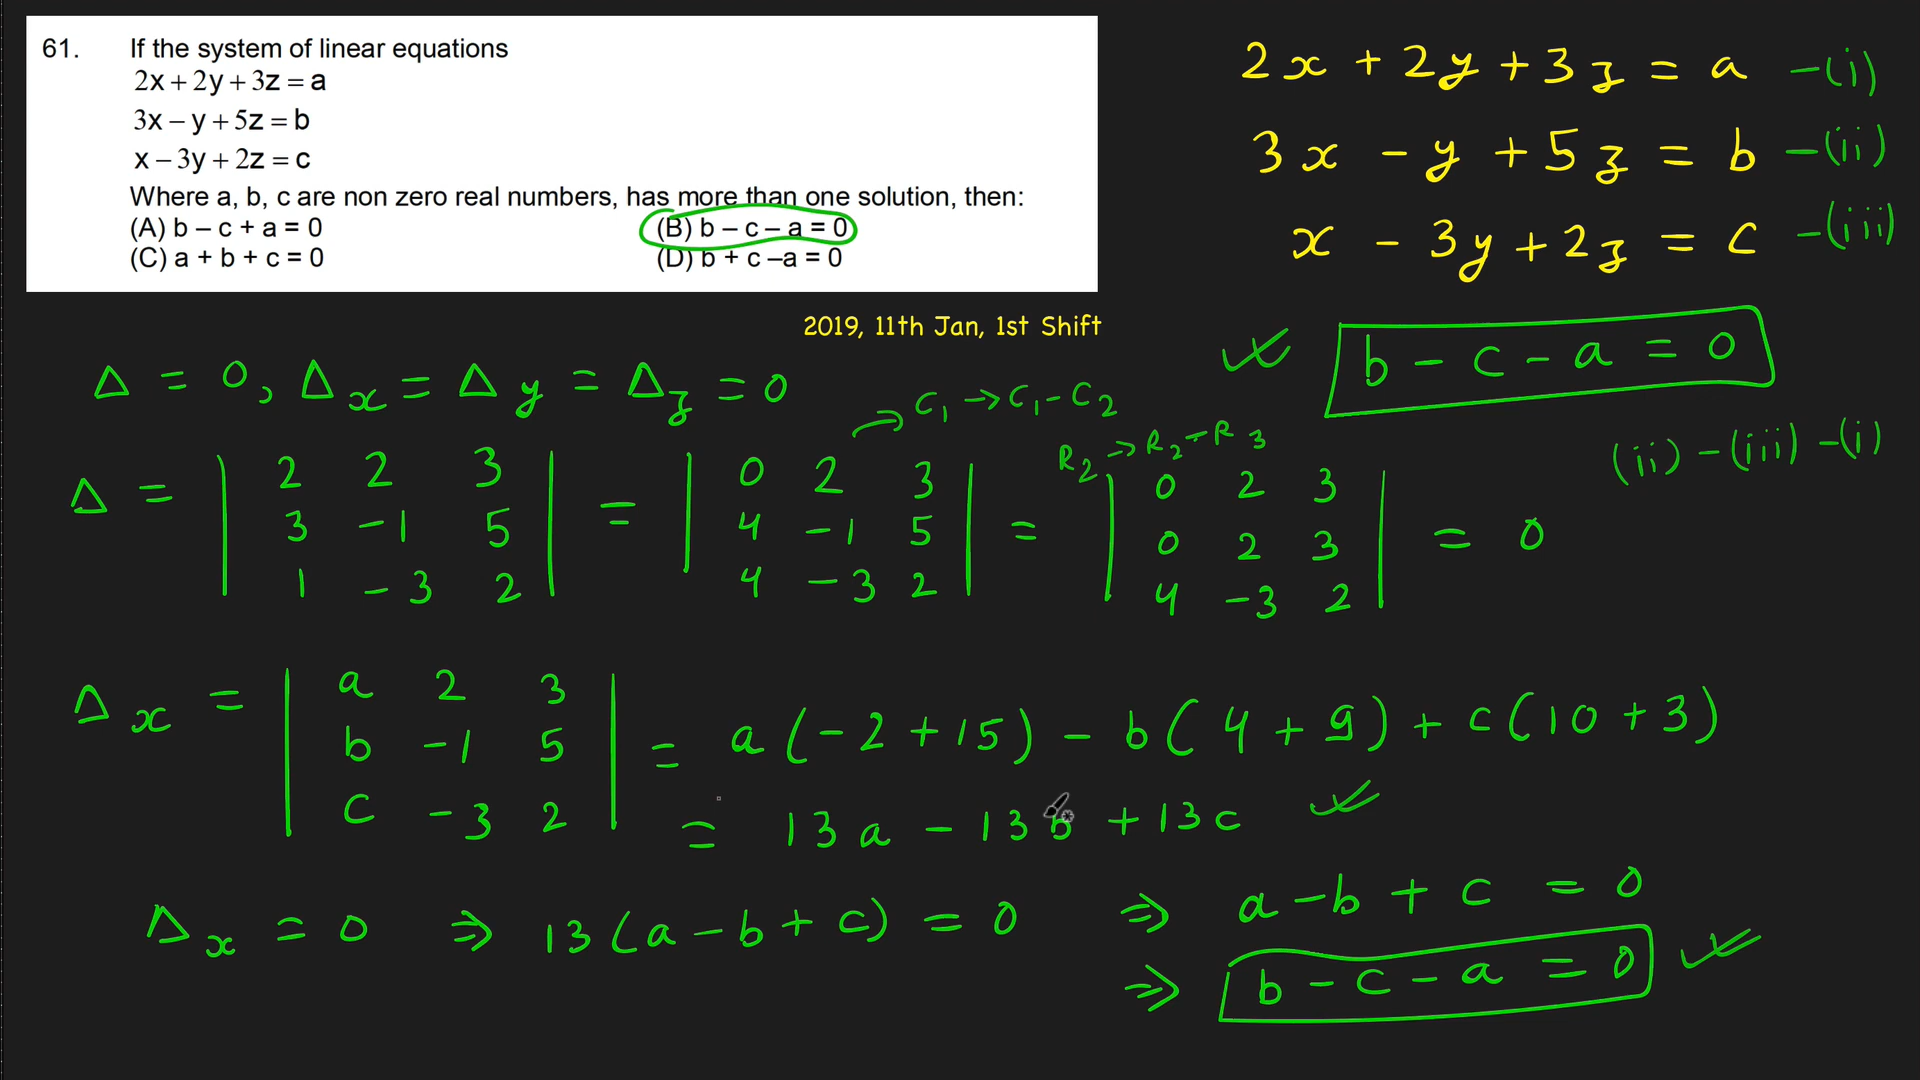 61. If the system of linear equations
2x + 2y + 3z = a
3x – y + 5z = b
x – 3y + 2z = c
Where a, b, c are non zero real numbers, has more than one solution, then:
(A) b – c + a = 0 (B) b – c – a = 0
(C) a + b + c = 0 (D) b + c –a = 0
2x + 2y + 3z = a –(i)
3x – y + 5z = b –(ii)
x – 3y + 2z = c –(iii)
2019, 11th Jan, 1st Shift
b – c – a = 0
(ii) – (iii) –(i)
Δ = 0, Δx = Δy = Δz = 0
→ C₁ → C₁ – C₂
R₂ → R₂ – R₃
Δ = | 2 2 3 | = | 0 2 3 | = | 0 2 3 | = 0
| 3 –1 5 | | 4 –1 5 | | 0 2 3 |
| 1 –3 2 | | 4 –3 2 | | 4 –3 2 |
Δx = | a 2 3 | = a(–2 + 15) – b(4 + 9) + c(10 + 3)
| b –1 5 |
| c –3 2 | = 13a – 13b + 13c
Δx = 0 ⇒ 13(a – b + c) = 0 ⇒ a – b + c = 0
⇒ b – c – a = 0